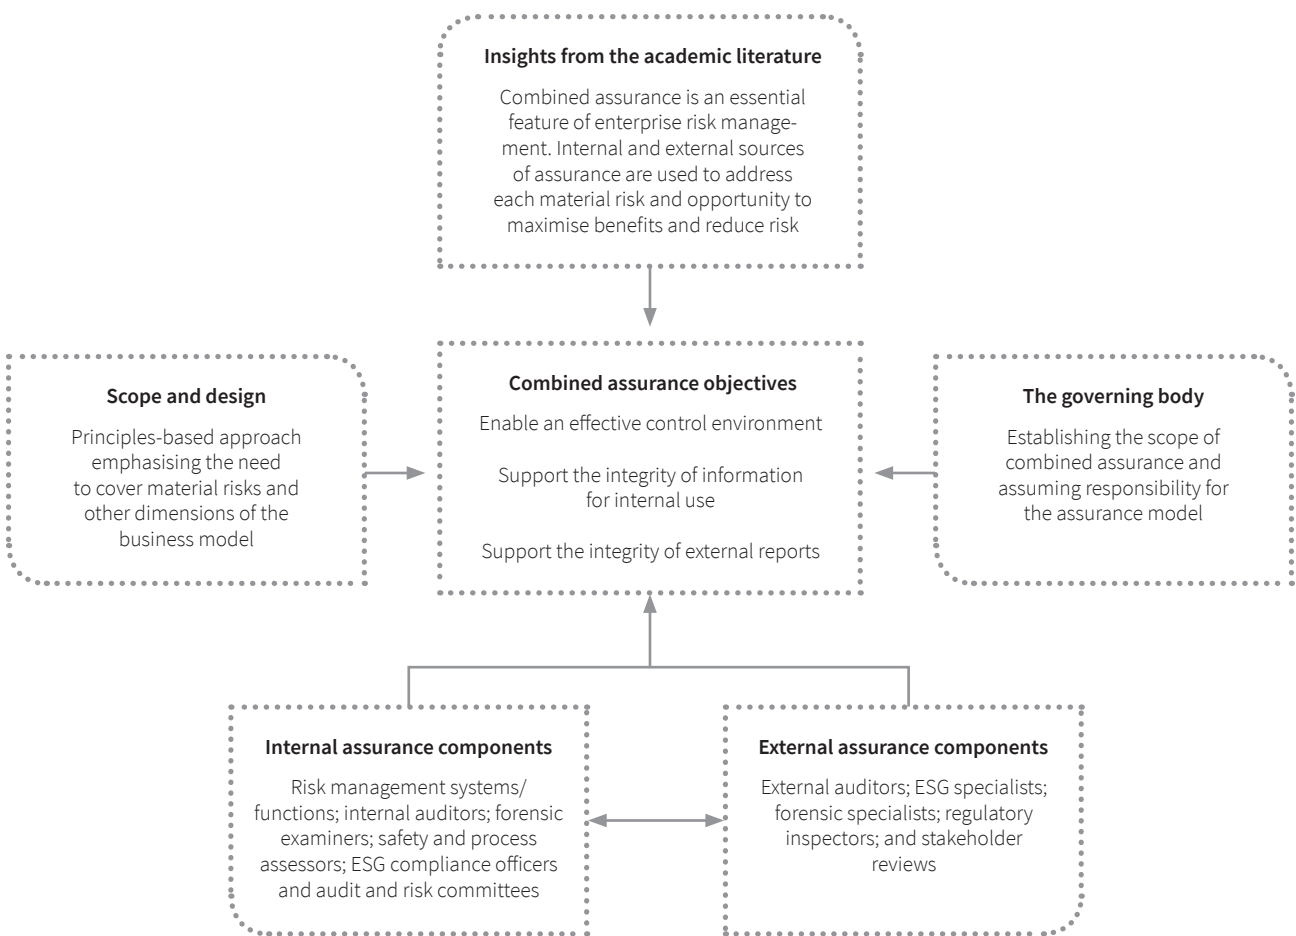 Insights from the academic literature
Combined assurance is an essential
feature of enterprise risk manage-
ment. Internal and external sources
of assurance are used to address
each material risk and opportunity to
maximise benefits and reduce risk
Scope and design
Principles-based approach
emphasising the need
to cover material risks and
other dimensions of the
business model
Combined assurance objectives
Enable an effective control environment
Support the integrity of information
for internal use
Support the integrity of external reports
The governing body
Establishing the scope of
combined assurance and
assuming responsibility for
the assurance model
Internal assurance components
Risk management systems/
functions; internal auditors; forensic
examiners; safety and process
assessors; ESG compliance officers
and audit and risk committees
External assurance components
External auditors; ESG specialists;
forensic specialists; regulatory
inspectors; and stakeholder
reviews